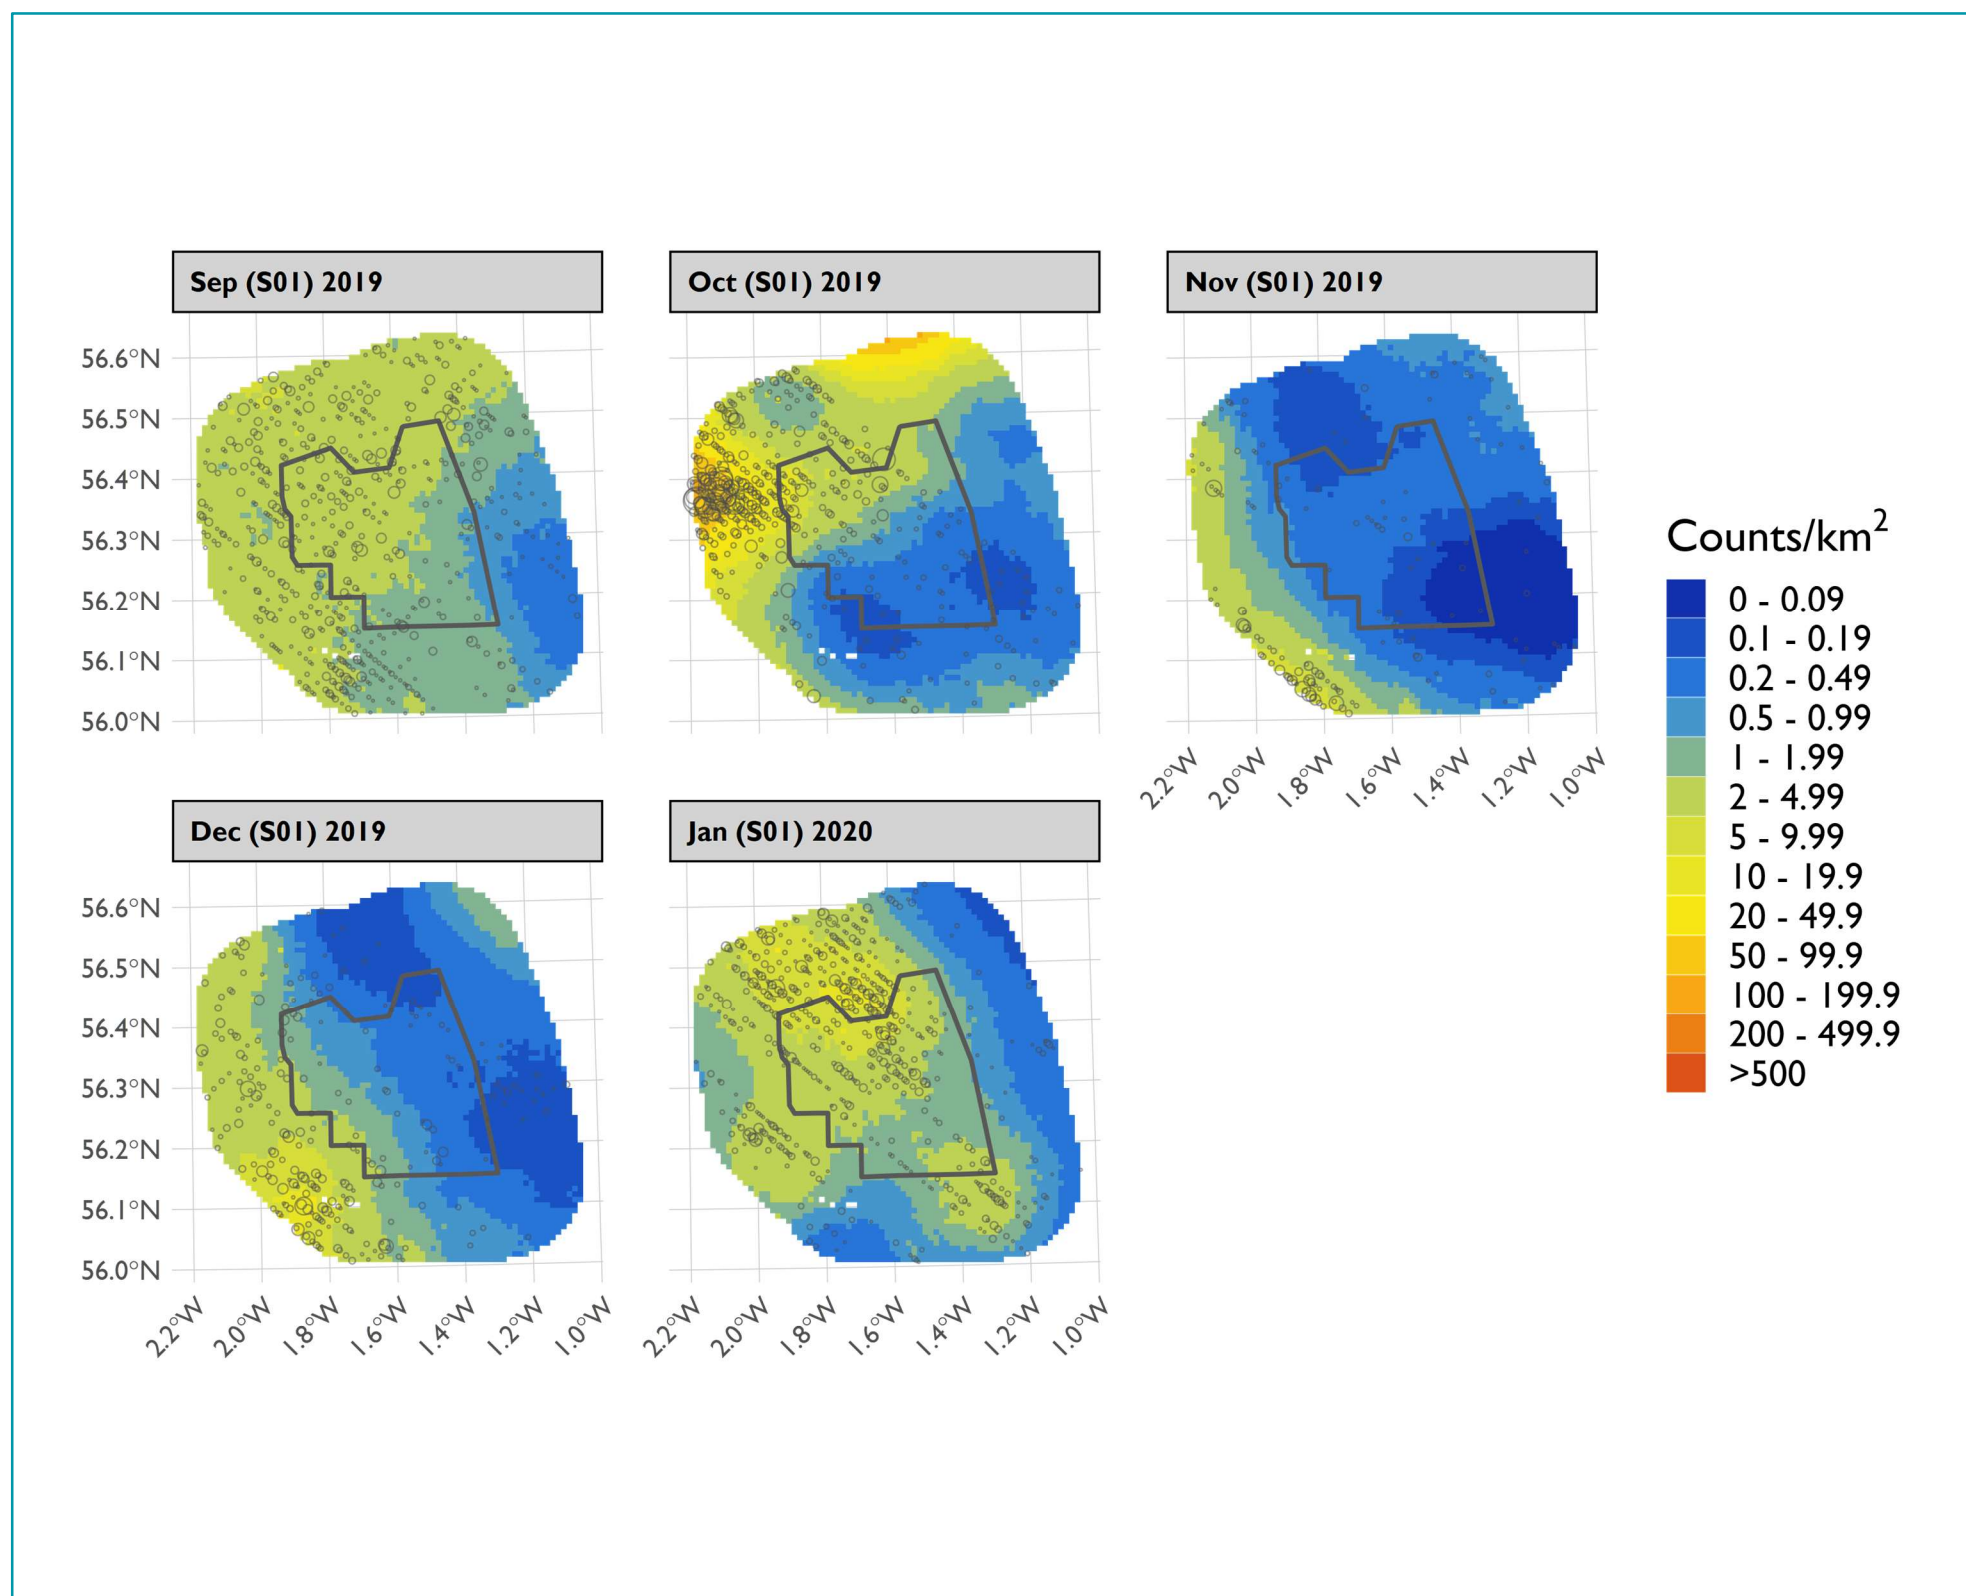 Sep (S01) 2019
Oct (S01) 2019
Nov (S01) 2019
56.6°N
56.5°N
56.4°N
56.3°N
56.2°N
56.1°N
56.0°N
2.2°W
2.0°W
1.8°W
1.6°W
1.4°W
1.2°W
1.0°W
Dec (S01) 2019
Jan (S01) 2020
56.6°N
56.5°N
56.4°N
56.3°N
56.2°N
56.1°N
56.0°N
2.2°W
2.0°W
1.8°W
1.6°W
1.4°W
1.2°W
1.0°W
2.2°W
2.0°W
1.8°W
1.6°W
1.4°W
1.2°W
1.0°W
Counts/km²
0 - 0.09
0.1 - 0.19
0.2 - 0.49
0.5 - 0.99
1 - 1.99
2 - 4.99
5 - 9.99
10 - 19.9
20 - 49.9
50 - 99.9
100 - 199.9
200 - 499.9
>500